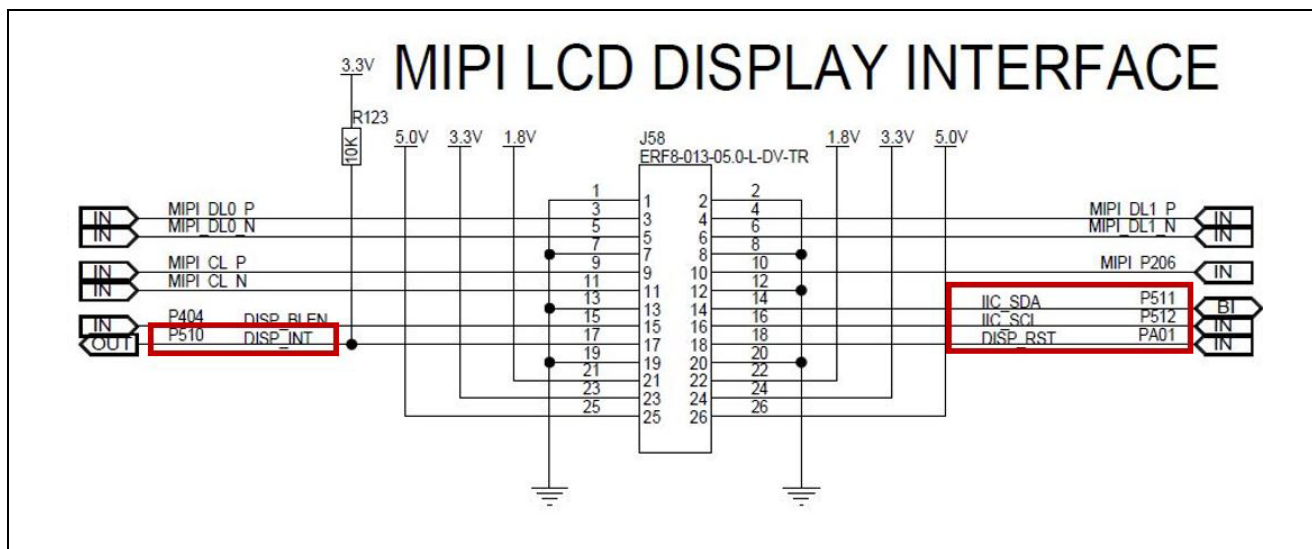 MIPI LCD DISPLAY INTERFACE
3.3V
R123
10K
5.0V 3.3V 1.8V
J58
ERF8-013-05.0-L-DV-TR
1.8V 3.3V 5.0V
1 1 2 2
IN MIPI_DL0_P 3 3 4 4 MIPI_DL1_P IN
IN MIPI_DL0_N 5 5 6 6 MIPI_DL1_N IN
7 7 8 8
IN MIPI_CL_P 9 9 10 10 MIPI_P206 IN
IN MIPI_CL_N 11 11 12 12
13 13 14 14 IIC_SDA P511 BI
IN P404 DISP_BLEN 15 15 16 16 IIC_SCL P512 IN
OUT P510 DISP_INT 17 17 18 18 DISP_RST PA01 IN
19 19 20 20
21 21 22 22
23 23 24 24
25 25 26 26